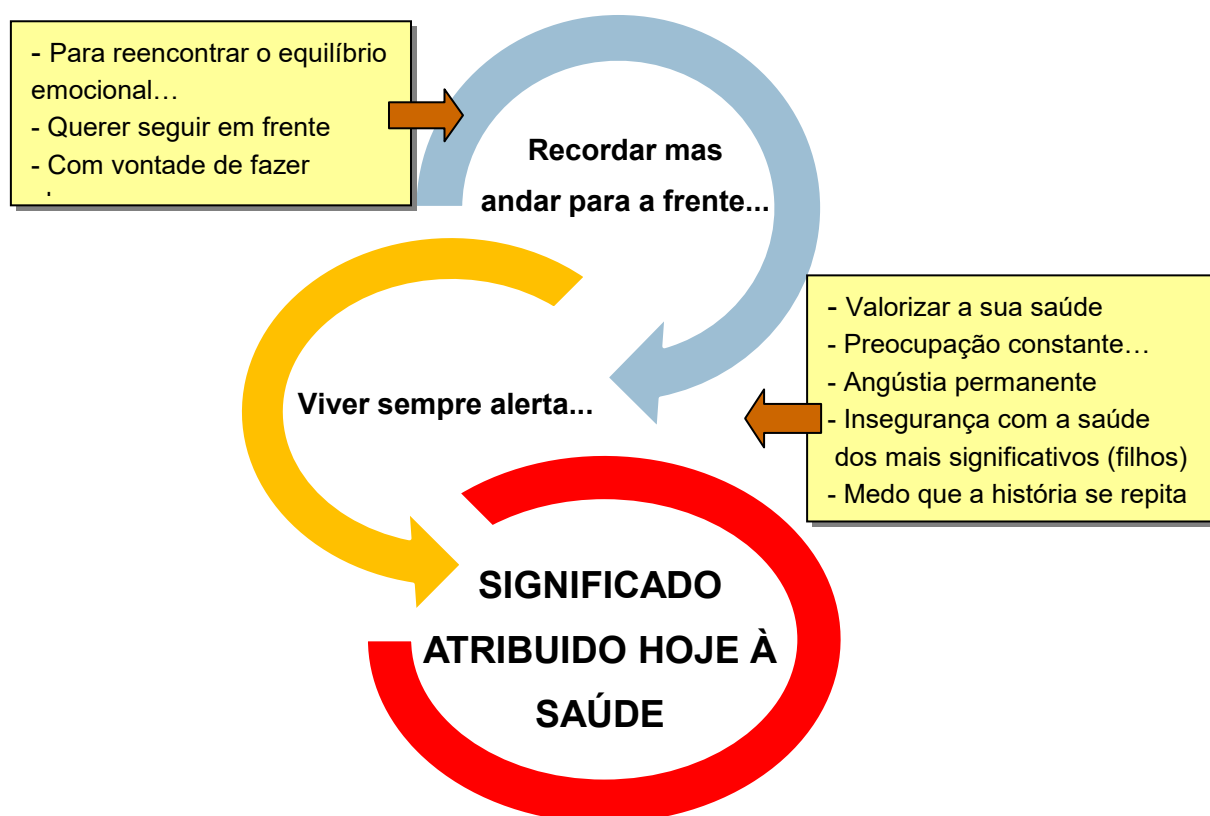 - Para reencontrar o equilíbrio
emocional…
- Querer seguir em frente
- Com vontade de fazer
Recordar mas
andar para a frente...
- Valorizar a sua saúde
- Preocupação constante…
- Angústia permanente
- Insegurança com a saúde
dos mais significativos (filhos)
- Medo que a história se repita
Viver sempre alerta...
SIGNIFICADO
ATRIBUIDO HOJE À
SAÚDE